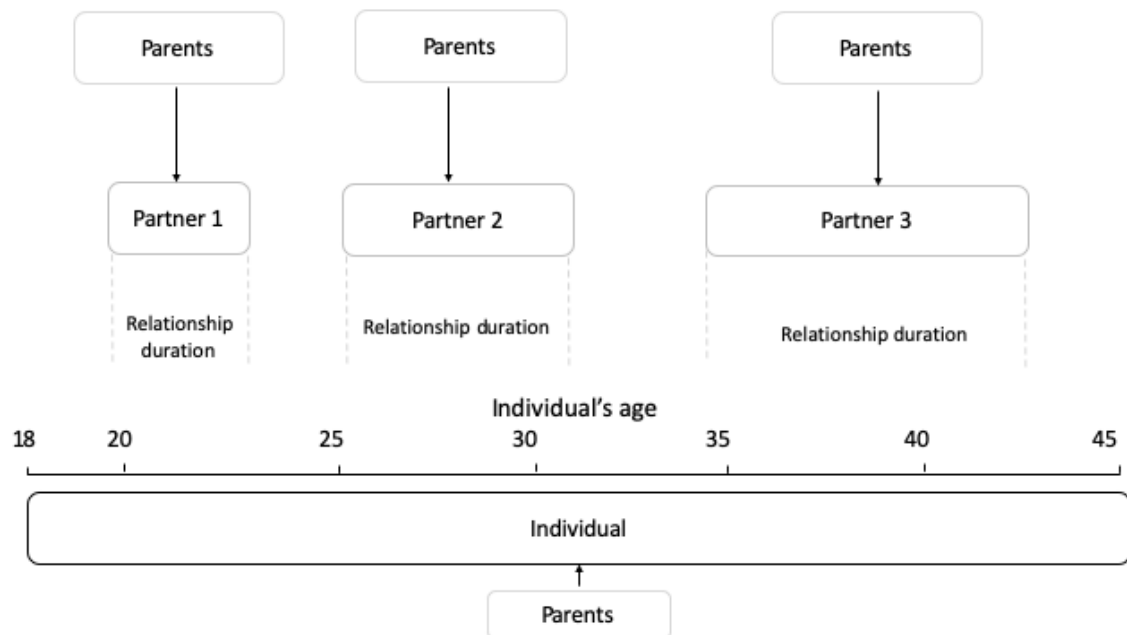 Parents
Parents
Parents
Partner 1
Partner 2
Partner 3
Relationship
duration
Relationship duration
Relationship duration
Individual’s age
18 20 25 30 35 40 45
Individual
Parents